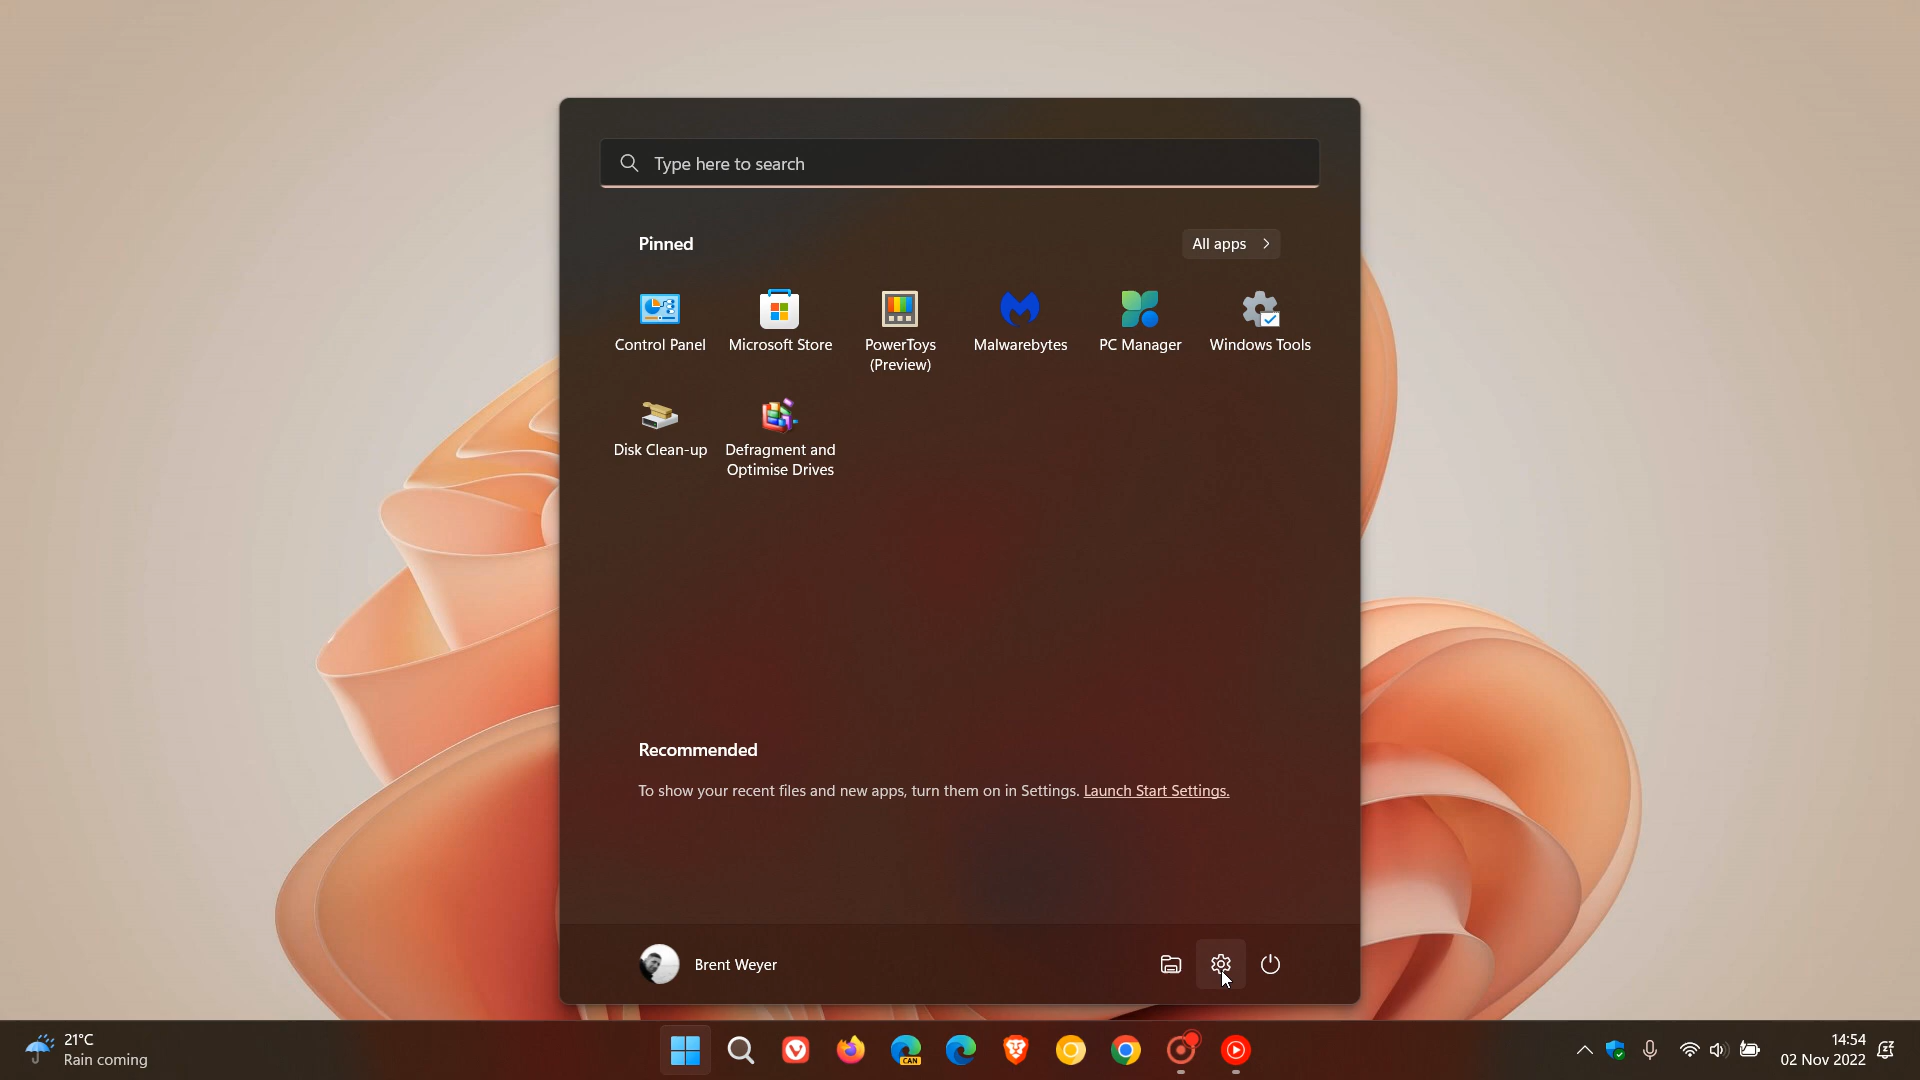 Type here to search
Pinned
All apps
Control Panel
Microsoft Store
PowerToys
(Preview)
Malwarebytes
PC Manager
Windows Tools
Disk Clean-up
Defragment and
Optimise Drives
Recommended
To show your recent files and new apps, turn them on in Settings. Launch Start Settings.
Brent Weyer
21°C
Rain coming
CAN
14:54
02 Nov 2022